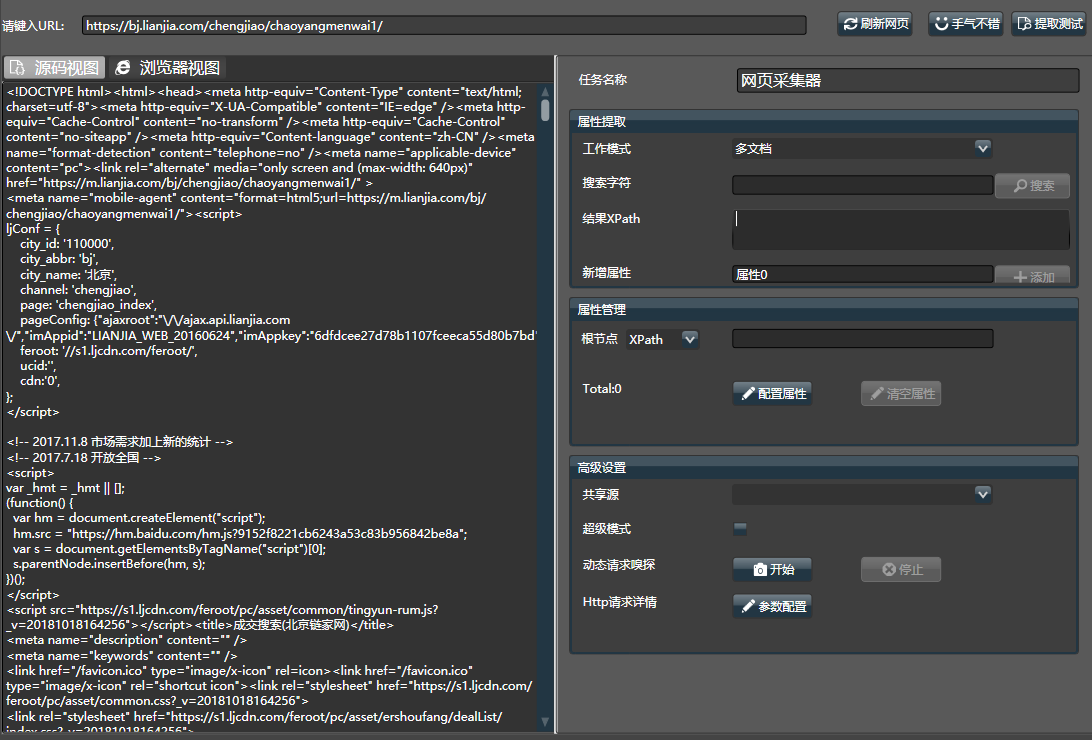 请键入URL:
https://bj.lianjia.com/chengjiao/chaoyangmenwai1/
刷新网页
手气不错
提取测试
源码视图
浏览器视图
<!DOCTYPE html><html><head><meta http-equiv="Content-Type" content="text/html;
charset=utf-8"><meta http-equiv="X-UA-Compatible" content="IE=edge" /><meta http-
equiv="Cache-Control" content="no-transform" /><meta http-equiv="Cache-Control"
content="no-siteapp" /><meta http-equiv="Content-language" content="zh-CN" /><meta
name="format-detection" content="telephone=no" /><meta name="applicable-device"
content="pc"><link rel="alternate" media="only screen and (max-width: 640px)"
href="https://m.lianjia.com/bj/chengjiao/chaoyangmenwai1/" >
<meta name="mobile-agent" content="format=html5;url=https://m.lianjia.com/bj/
chengjiao/chaoyangmenwai1/"><script>
ljConf = {
city_id: '110000',
city_abbr: 'bj',
city_name: '北京',
channel: 'chengjiao',
page: 'chengjiao_index',
pageConfig: {"ajaxroot":"\/\/ajax.api.lianjia.com
\/","imAppid":"LIANJIA_WEB_20160624","imAppkey":"6dfdcee27d78b1107fceeca55d80b7bd"
feroot: '//s1.ljcdn.com/feroot/',
ucid:'',
cdn:'0',
};
</script>
<!-- 2017.11.8 市场需求加上新的统计 -->
<!-- 2017.7.18 开放全国 -->
<script>
var _hmt = _hmt || [];
(function() {
var hm = document.createElement("script");
hm.src = "https://hm.baidu.com/hm.js?9152f8221cb6243a53c83b956842be8a";
var s = document.getElementsByTagName("script")[0];
s.parentNode.insertBefore(hm, s);
})();
</script>
<script src="https://s1.ljcdn.com/feroot/pc/asset/common/tingyun-rum.js?
_v=20181018164256"></script><title>成交搜索(北京链家网)</title>
<meta name="description" content="" />
<meta name="keywords" content="" />
<link href="/favicon.ico" type="image/x-icon" rel=icon><link href="/favicon.ico"
type="image/x-icon" rel="shortcut icon"><link rel="stylesheet" href="https://s1.ljcdn.com/
feroot/pc/asset/common.css?_v=20181018164256">
<link rel="stylesheet" href="https://s1.ljcdn.com/feroot/pc/asset/ershoufang/dealList/
index.css?_v=20181018164256">
任务名称
网页采集器
属性提取
工作模式
多文档
搜索字符
搜索
结果XPath
新增属性
属性0
添加
属性管理
根节点
XPath
Total:0
配置属性
清空属性
高级设置
共享源
超级模式
动态请求嗅探
开始
停止
Http请求详情
参数配置